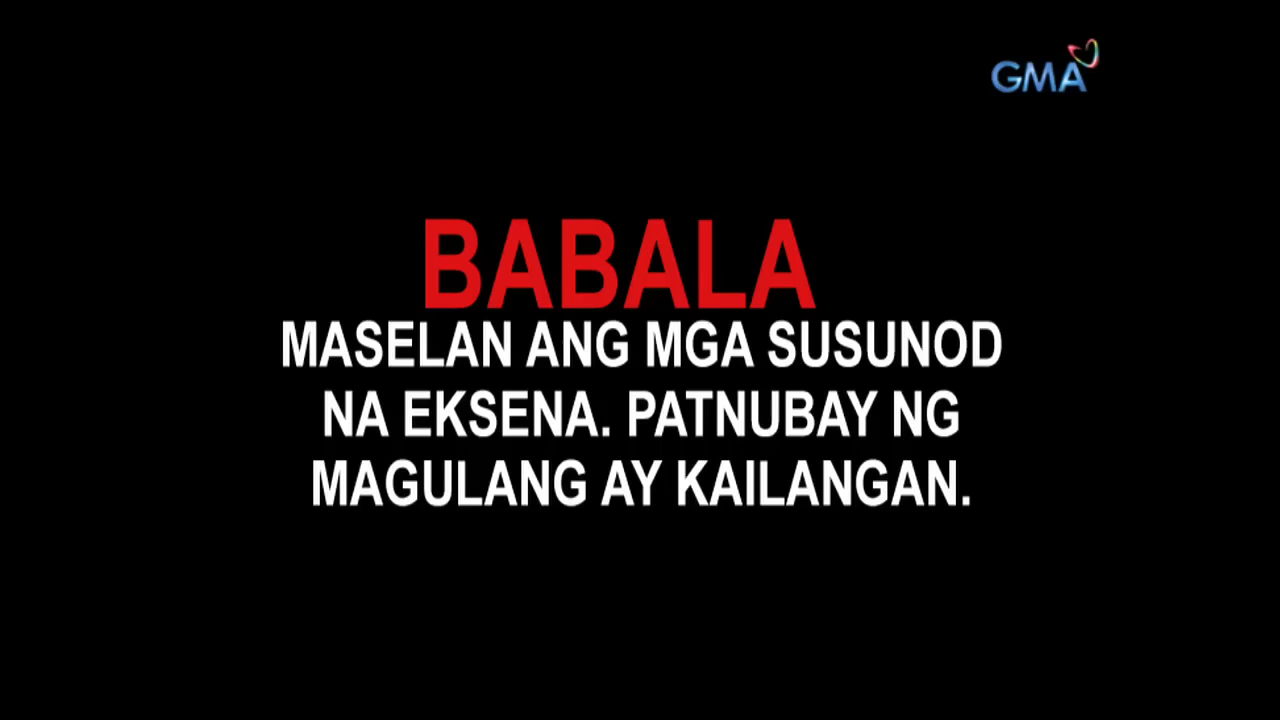 GMA
BABALA
MASELAN ANG MGA SUSUNOD
NA EKSENA. PATNUBAY NG
MAGULANG AY KAILANGAN.